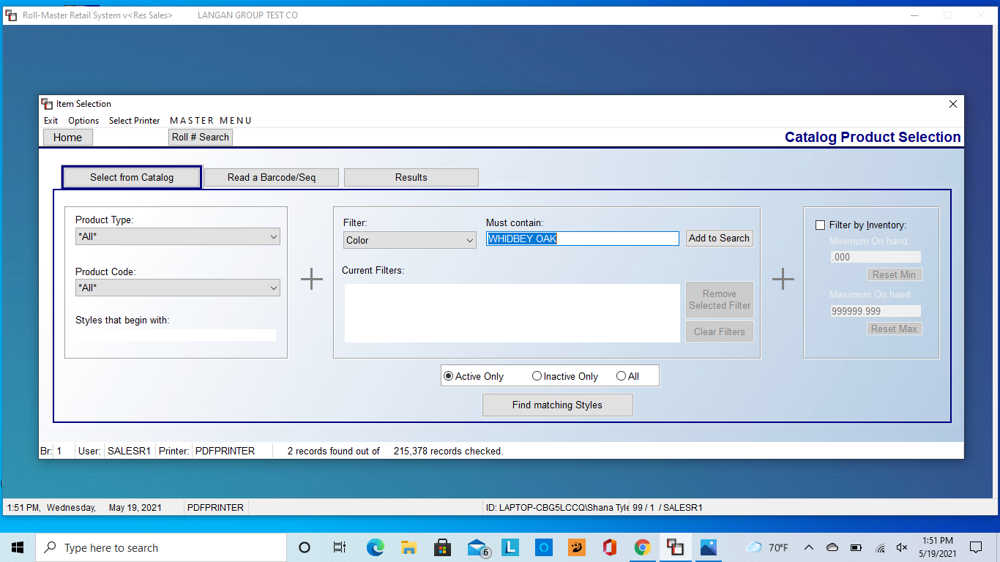 Roll-Master Retail System v<Res Sales> LANGAN GROUP TEST CO
Item Selection
Exit Options Select Printer MASTER MENU
Home Roll # Search Catalog Product Selection
Select from Catalog Read a Barcode/Seq Results
Product Type:
*All*
Product Code:
*All*
Styles that begin with:
Filter: Must contain:
Color WHIDBEY OAK Add to Search
Current Filters:
Remove
Selected Filter
Clear Filters
Filter by Inventory:
Minimum On hand:
.000
Reset Min
Maximum On hand:
999999.999
Reset Max
Active Only Inactive Only All
Find matching Styles
Br: 1 User: SALESR1 Printer: PDFPRINTER 2 records found out of 215,378 records checked.
1:51 PM, Wednesday, May 19, 2021 PDFPRINTER ID: LAPTOP-CBG5LCCQ\Shana Tyle 99 / 1 / SALESR1
Type here to search 6 L 70°F 1:51 PM
5/19/2021